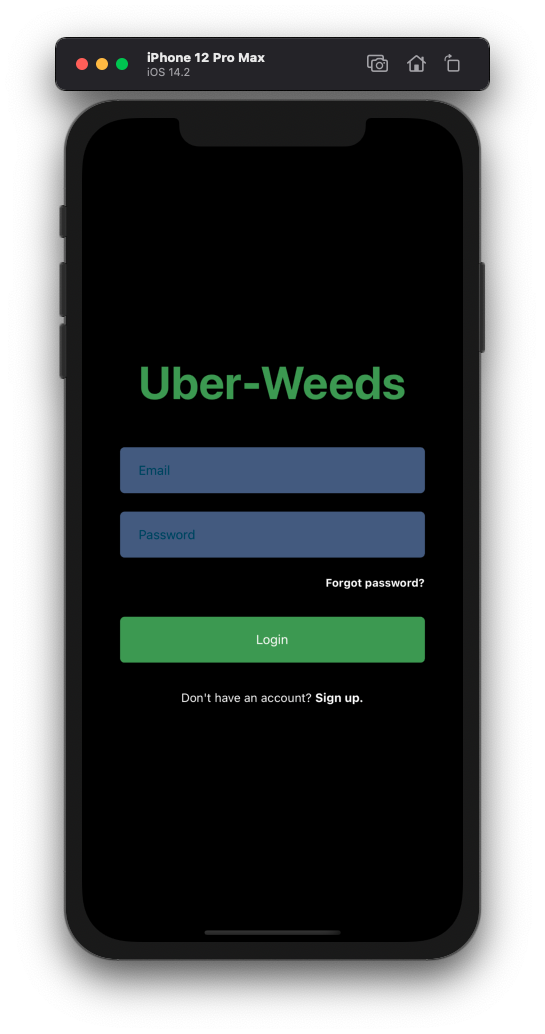 iPhone 12 Pro Max
iOS 14.2
Uber-Weeds
Email
Password
Forgot password?
Login
Don't have an account? Sign up.